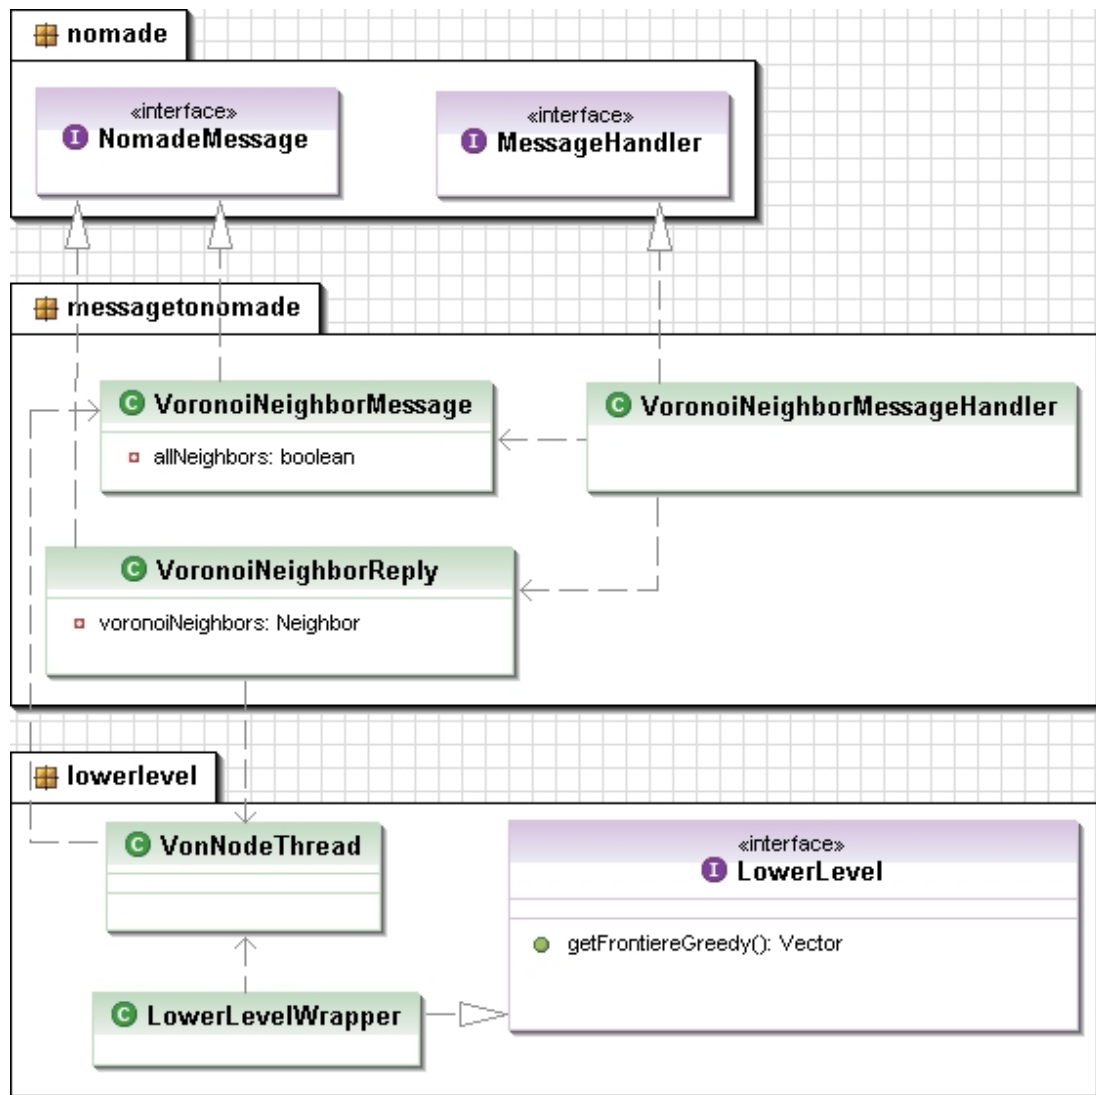 nomade
«interface»
I NomadeMessage
«interface»
I MessageHandler
messagetonomade
C VoronoiNeighborMessage
allNeighbors: boolean
C VoronoiNeighborMessageHandler
C VoronoiNeighborReply
voronoiNeighbors: Neighbor
lowerlevel
C VonNodeThread
«interface»
I LowerLevel
getFrontiereGreedy(): Vector
C LowerLevelWrapper